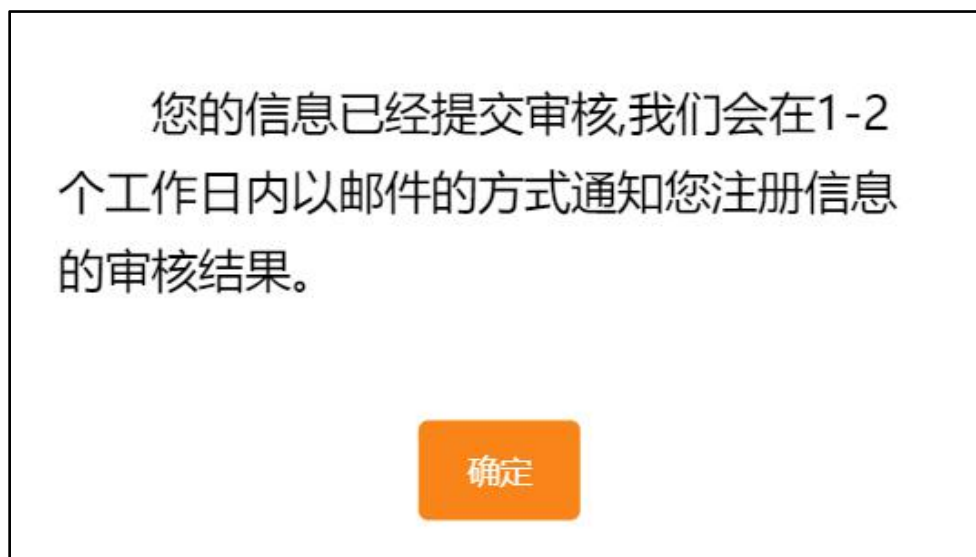 您的信息已经提交审核,我们会在1-2
个工作日内以邮件的方式通知您注册信息
的审核结果。
确定